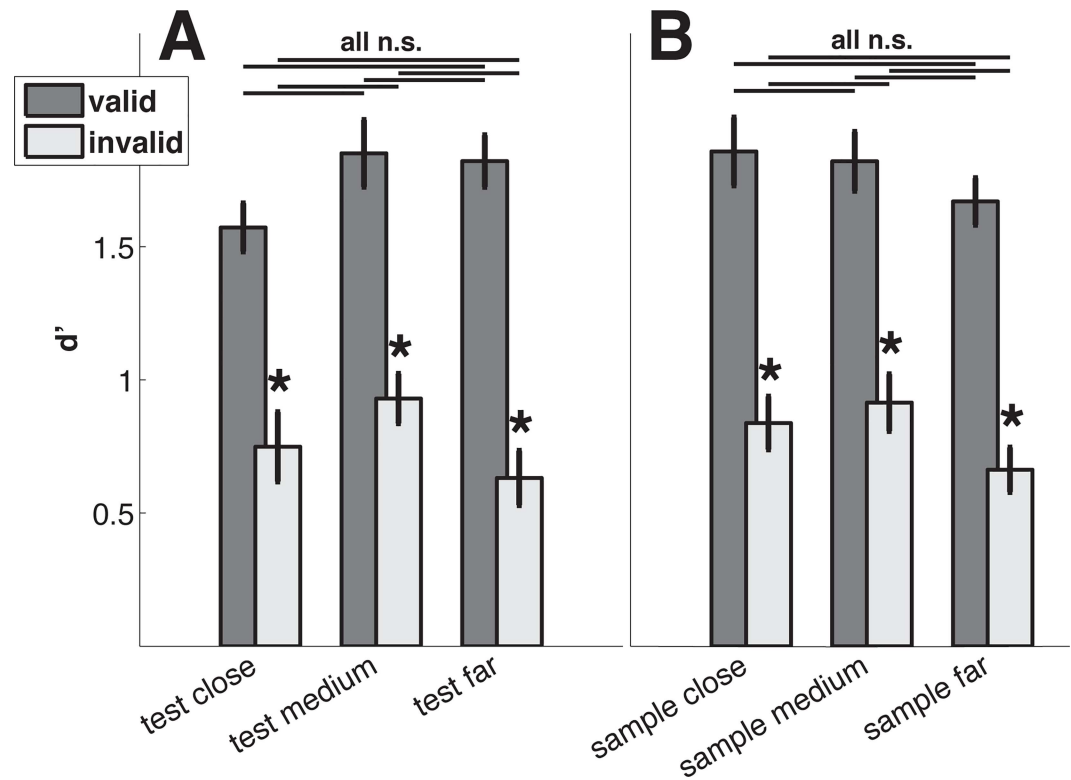 A
all n.s.
B
all n.s.
valid
invalid
1.5
1
0.5
d’
*
*
*
*
*
*
test close
test medium
test far
sample close
sample medium
sample far